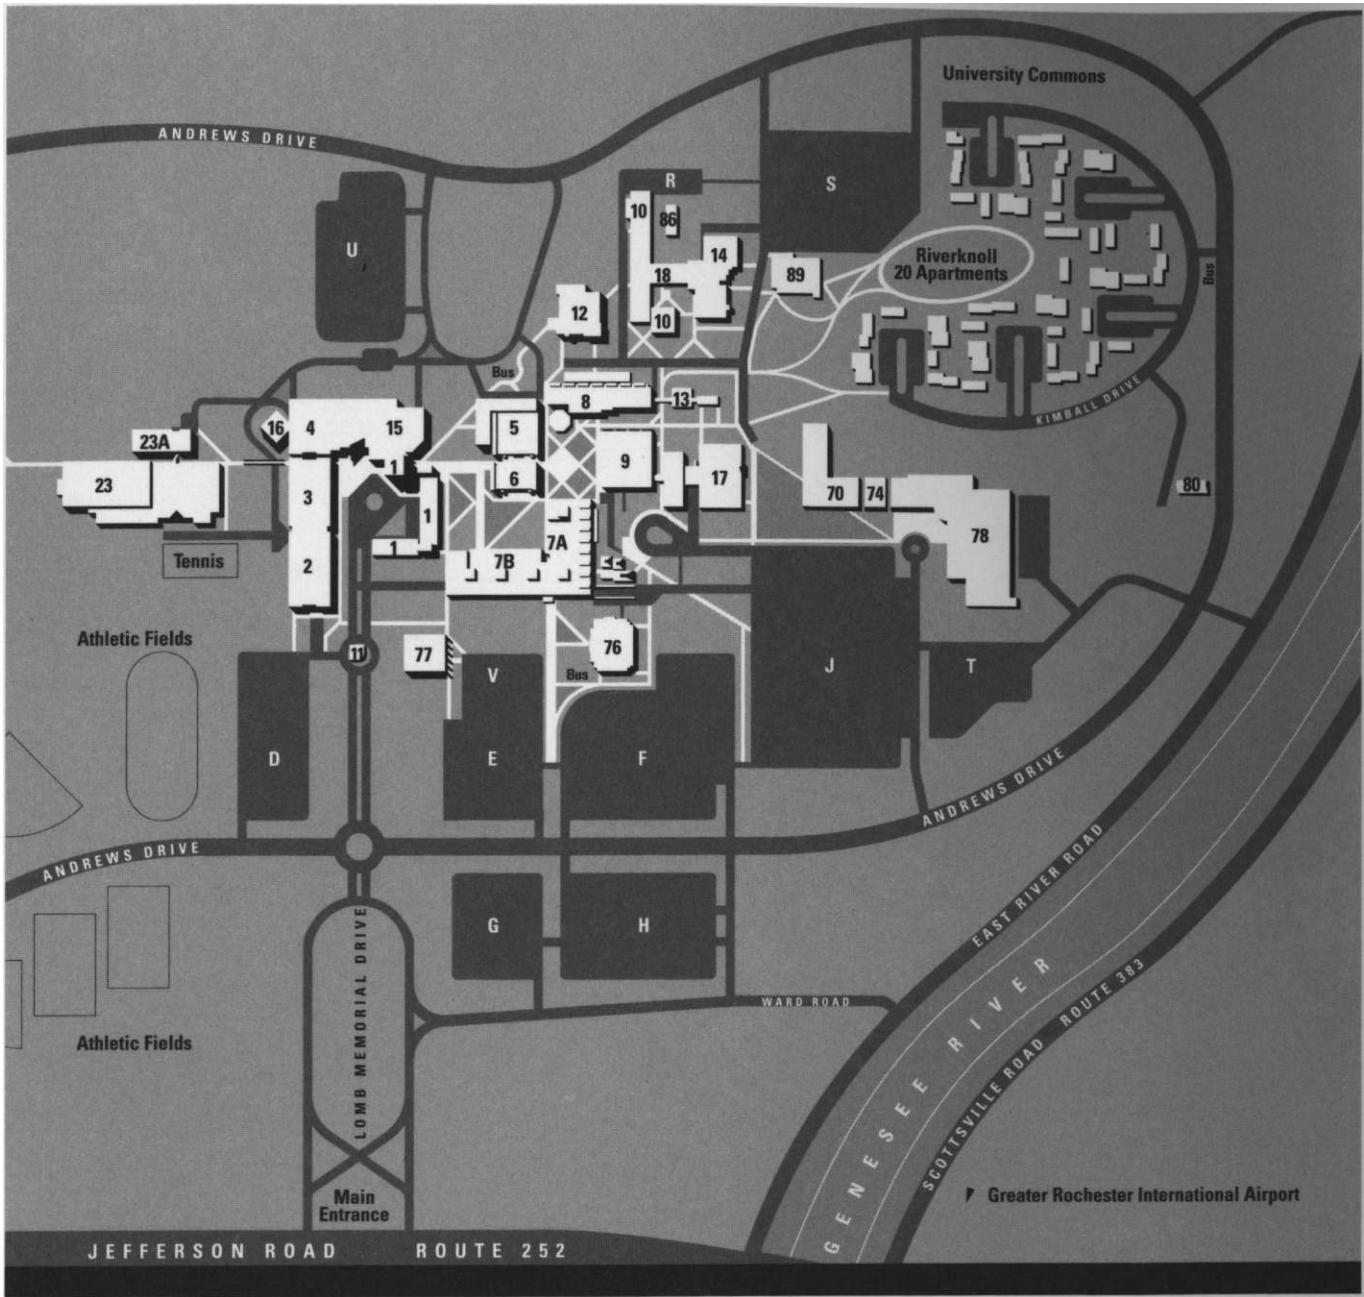 University Commons
ANDREWS DRIVE
R
S
10
86
U
14
Riverknoll
20 Apartments
89
18
Bus
12
10
Bus
8
13
KIMBALL DRIVE
16
4
15
5
23A
9
1
6
17
23
3
70
74
80
1
7A
78
Tennis
2
1
7B
Athletic Fields
11
77
76
V
Bus
J
T
D
E
F
ANDREWS DRIVE
ANDREWS DRIVE
EAST RIVER ROAD
G
H
LOMB MEMORIAL DRIVE
WARD ROAD
GENESEE RIVER
SCOTTSVILLE ROAD ROUTE 383
Athletic Fields
Main
Entrance
Greater Rochester International Airport
JEFFERSON ROAD ROUTE 252